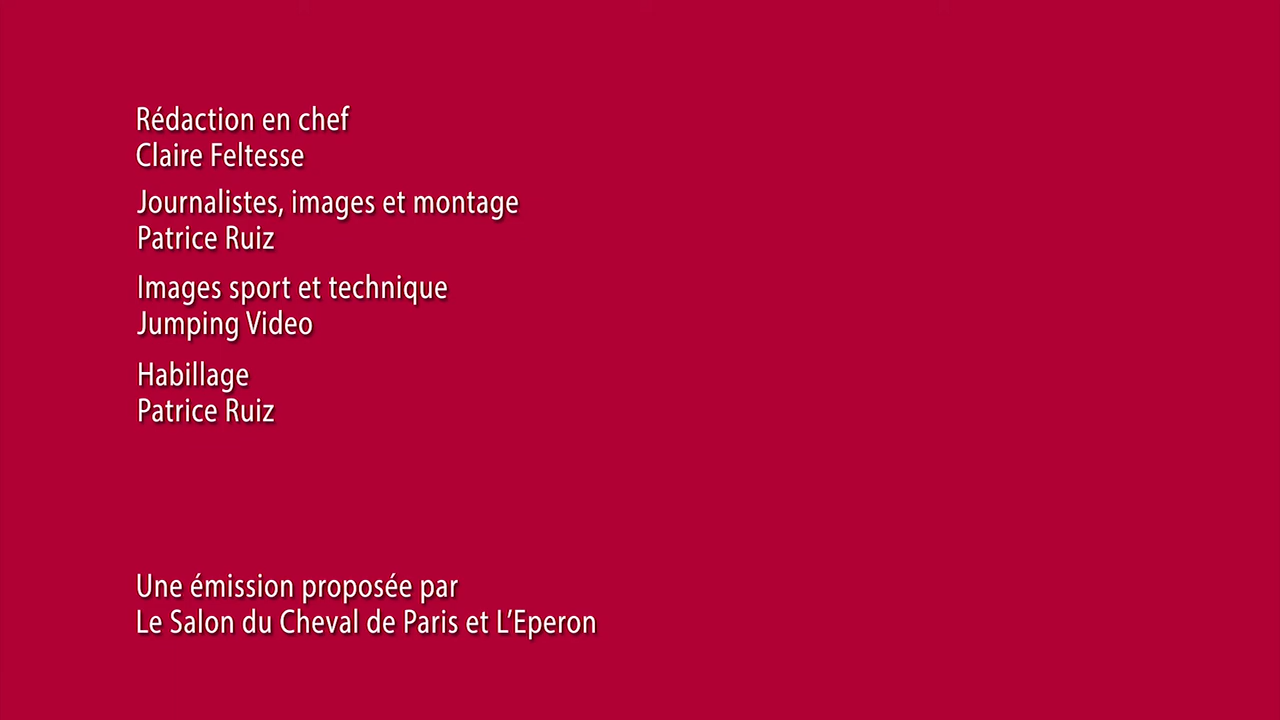 Rédaction en chef
Claire Feltesse
Journalistes, images et montage
Patrice Ruiz
Images sport et technique
Jumping Video
Habillage
Patrice Ruiz
Une émission proposée par
Le Salon du Cheval de Paris et L’Eperon